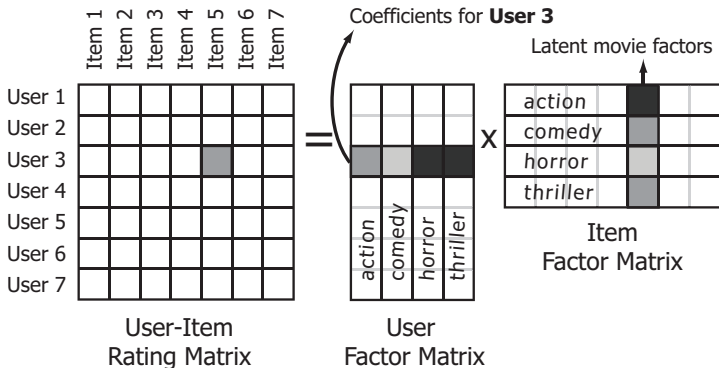 Coefficients for User 3
Latent movie factors
Item 1
Item 2
Item 3
Item 4
Item 5
Item 6
Item 7
User 1
User 2
User 3
User 4
User 5
User 6
User 7
=
x
action
comedy
horror
thriller
action
comedy
horror
thriller
User-Item
Rating Matrix
User
Factor Matrix
Item
Factor Matrix